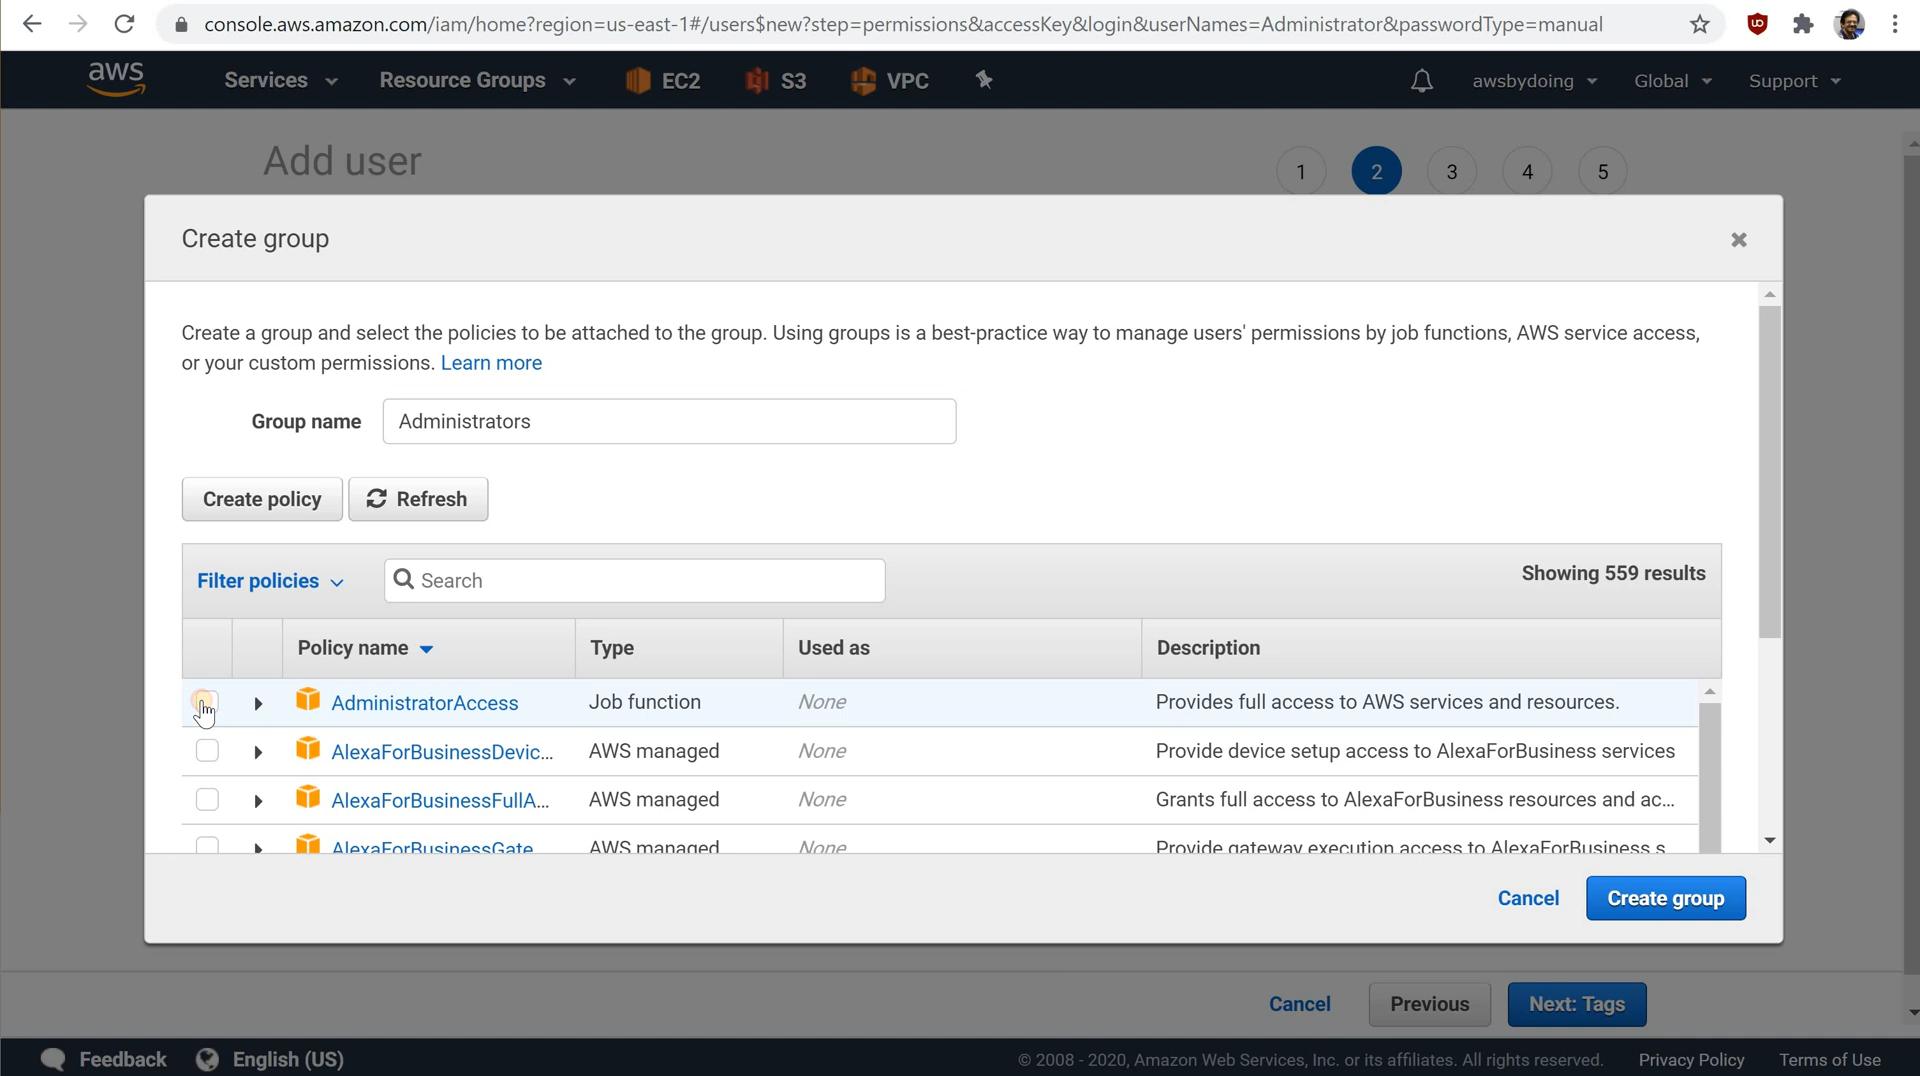 console.aws.amazon.com/iam/home?region=us-east-1#/users$new?step=permissions&accessKey&login&userNames=Administrator&passwordType=manual
aws Services Resource Groups EC2 S3 VPC awsbydoing Global Support
Add user 1 2 3 4 5
Create group
Create a group and select the policies to be attached to the group. Using groups is a best-practice way to manage users' permissions by job functions, AWS service access,
or your custom permissions. Learn more
Group name Administrators
Create policy Refresh
Filter policies Search Showing 559 results
Policy name Type Used as Description
AdministratorAccess Job function None Provides full access to AWS services and resources.
AlexaForBusinessDevic... AWS managed None Provide device setup access to AlexaForBusiness services
AlexaForBusinessFullA... AWS managed None Grants full access to AlexaForBusiness resources and ac...
AlexaForBusinessGate AWS managed None Provide gateway execution access to AlexaForBusiness s
Cancel Create group
Cancel Previous Next: Tags
Feedback English (US) © 2008 - 2020, Amazon Web Services, Inc. or its affiliates. All rights reserved. Privacy Policy Terms of Use